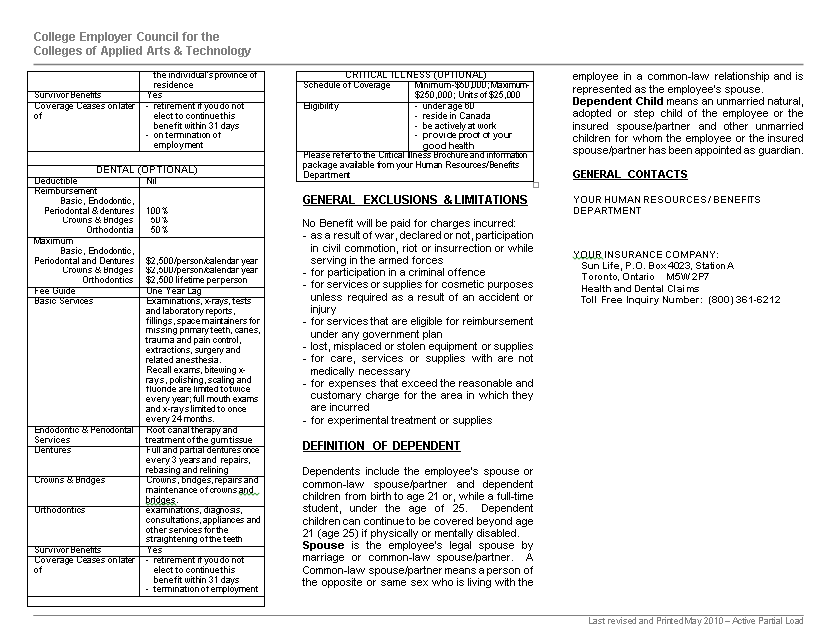 College Employer Council for the
Colleges of Applied Arts & Technology
the individual's province of
residence
Survivor Benefits Yes
Coverage Ceases on later - retirement if you do not
of elect to continue this
benefit within 31 days
- on termination of
employment
DENTAL (OPTIONAL)
Deductible Nil
Reimbursement
Basic, Endodontic,
Periodontal & dentures 100%
Crowns & Bridges 50%
Orthodontia 50%
Maximum
Basic, Endodontic,
Periodontal and Dentures $2,500/person/calendar year
Crowns & Bridges $2,500/person/calendar year
Orthodontics $2,500 lifetime perperson
Fee Guide One Year Lag
Basic Services Examinations, x-rays, tests
and laboratory reports,
fillings, space maintainers for
missing primary teeth, canes,
trauma and pain control,
extractions, surgery and
related anesthesia.
Recall exams, bitewing x-
rays, polishing, scaling and
fluoride are limited to twice
every year; full mouth exams
and x-rays limited to once
every 24 months.
Endodontic & Periodontal Root canal therapy and
Services treatment of the gum tissue
Dentures Full and partial dentures once
every 3 years and repairs,
rebasing and relining
Crowns & Bridges Crowns, bridges, repairs and
maintenance of crowns and
bridges.
Orthodontics examinations, diagnosis,
consultations, appliances and
other services for the
straightening of the teeth
Survivor Benefits Yes
Coverage Ceases on later - retirement if you do not
of elect to continue this
benefit within 31 days
- termination of employment
CRITICAL ILLNESS (OPTIONAL)
Schedule of Coverage Minimum-$50,000; Maximum-
$250,000; Units of $25,000
Eligibility - under age 60
- reside in Canada
- be actively at work
- provide proof of your
good health
Please refer to the Critical Illness Brochure and information
package available from your Human Resources/Benefits
Department
GENERAL EXCLUSIONS & LIMITATIONS
No Benefit will be paid for charges incurred:
- as a result of war, declared or not, participation
in civil commotion, riot or insurrection or while
serving in the armed forces
- for participation in a criminal offence
- for services or supplies for cosmetic purposes
unless required as a result of an accident or
injury
- for services that are eligible for reimbursement
under any government plan
- lost, misplaced or stolen equipment or supplies
- for care, services or supplies with are not
medically necessary
- for expenses that exceed the reasonable and
customary charge for the area in which they
are incurred
- for experimental treatment or supplies
DEFINITION OF DEPENDENT
Dependents include the employee's spouse or
common-law spouse/partner and dependent
children from birth to age 21 or, while a full-time
student, under the age of 25. Dependent
children can continue to be covered beyond age
21 (age 25) if physically or mentally disabled.
Spouse is the employee's legal spouse by
marriage or common-law spouse/partner. A
Common-law spouse/partner means a person of
the opposite or same sex who is living with the
employee in a common-law relationship and is
represented as the employee's spouse.
Dependent Child means an unmarried natural,
adopted or step child of the employee or the
insured spouse/partner and other unmarried
children for whom the employee or the insured
spouse/partner has been appointed as guardian.
GENERAL CONTACTS
YOUR HUMAN RESOURCES / BENEFITS
DEPARTMENT
YOUR INSURANCE COMPANY:
Sun Life, P.O. Box 4023, Station A
Toronto, Ontario M5W 2P7
Health and Dental Claims
Toll Free Inquiry Number: (800) 361-6212
Last revised and Printed May 2010 – Active Partial Load